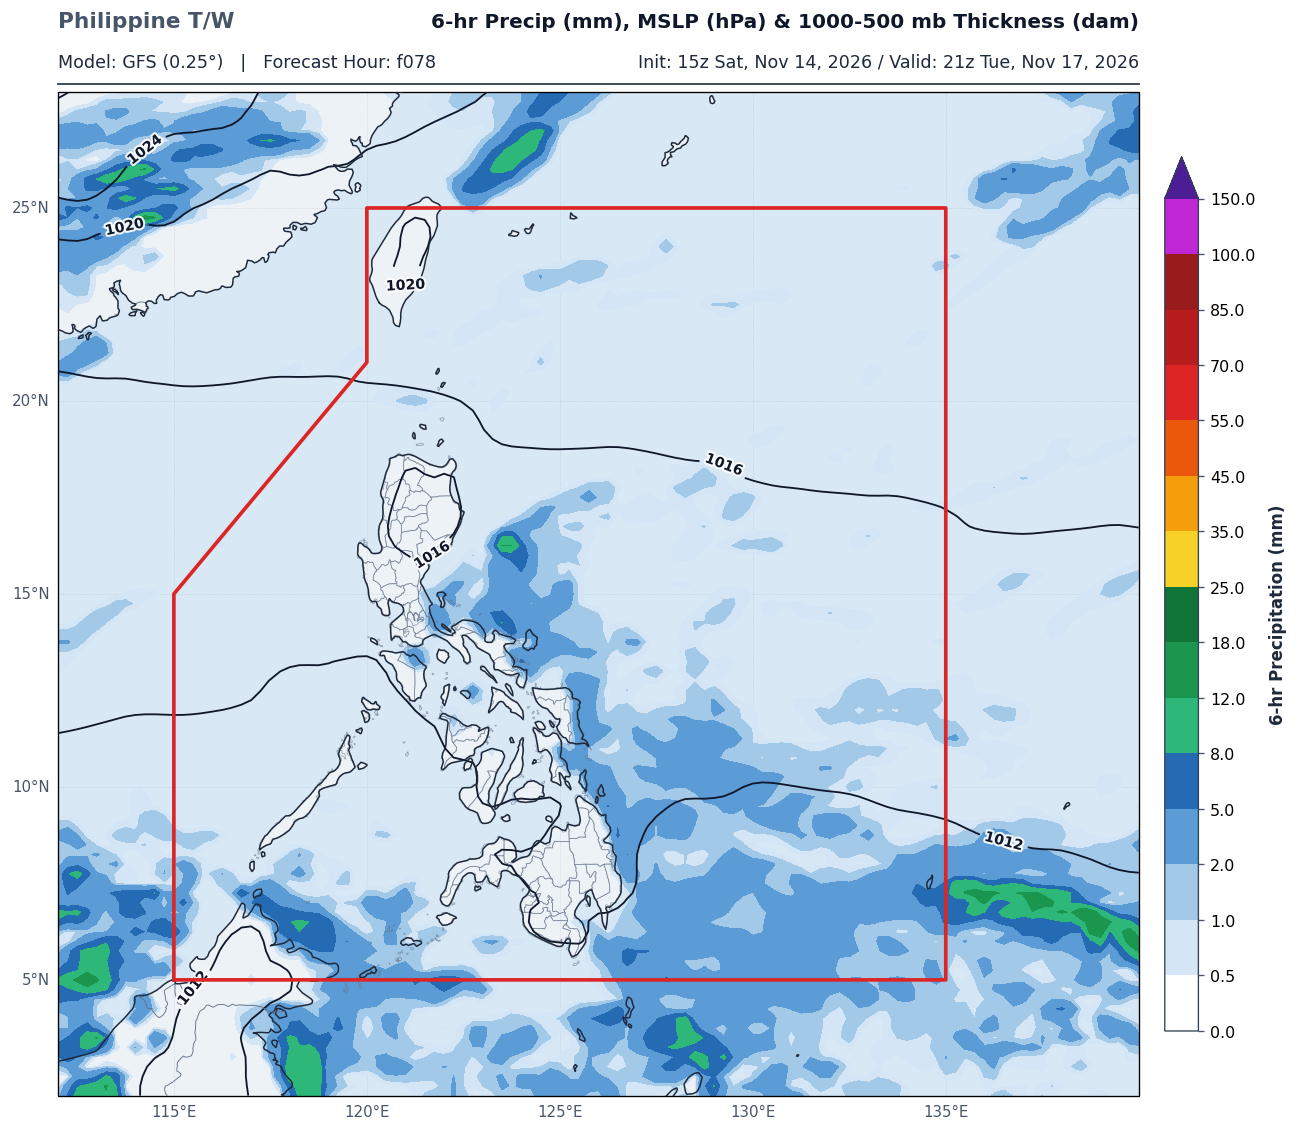 Philippine T/W
6-hr Precip (mm), MSLP (hPa) & 1000-500 mb Thickness (dam)
Model: GFS (0.25°) | Forecast Hour: f078
Init: 15z Sat, Nov 14, 2026 / Valid: 21z Tue, Nov 17, 2026
1024
1020
1020
1016
1016
1012
1012
25°N
20°N
15°N
10°N
5°N
115°E
120°E
125°E
130°E
135°E
150.0
100.0
85.0
70.0
55.0
45.0
35.0
25.0
18.0
12.0
8.0
5.0
2.0
1.0
0.5
0.0
6-hr Precipitation (mm)